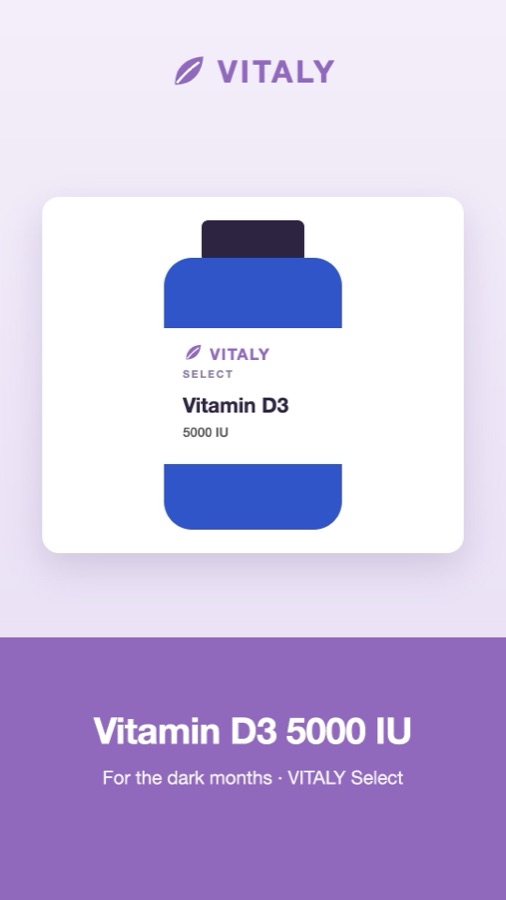 VITALY
VITALY
SELECT
Vitamin D3
5000 IU
Vitamin D3 5000 IU
For the dark months · VITALY Select